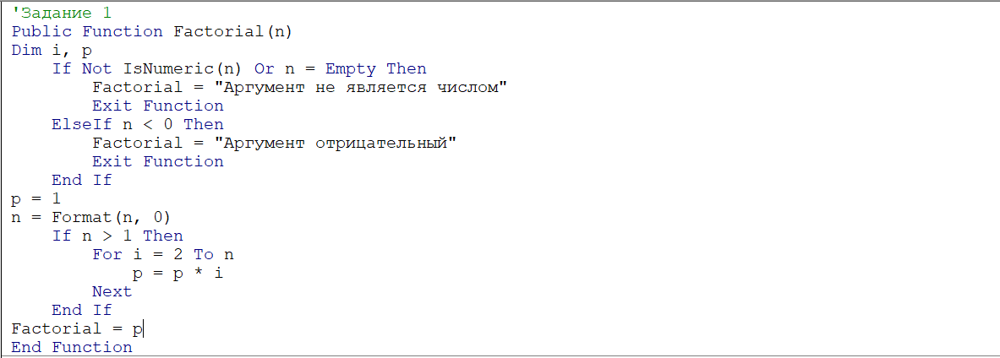 'Задание 1
Public Function Factorial(n)
Dim i, p
    If Not IsNumeric(n) Or n = Empty Then
        Factorial = "Аргумент не является числом"
        Exit Function
    ElseIf n < 0 Then
        Factorial = "Аргумент отрицательный"
        Exit Function
    End If
p = 1
n = Format(n, 0)
    If n > 1 Then
        For i = 2 To n
            p = p * i
        Next
    End If
Factorial = p
End Function